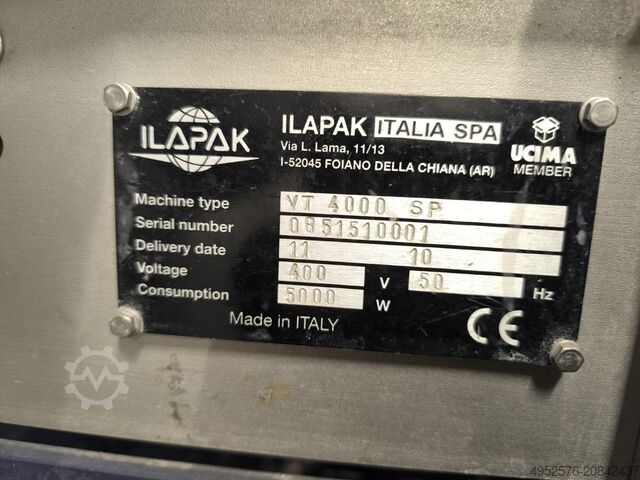 ILAPAK
ILAPAK ITALIA SPA
Via L. Lama, 11/13
I-52045 FOIANO DELLA CHIANA (AR)
UCIMA
MEMBER
Machine type VT 4000 SP
Serial number 0851510001
Delivery date 11 10
Voltage 400 V 50 Hz
Consumption 5000 W
Made in ITALY
CE
4952576-20842437